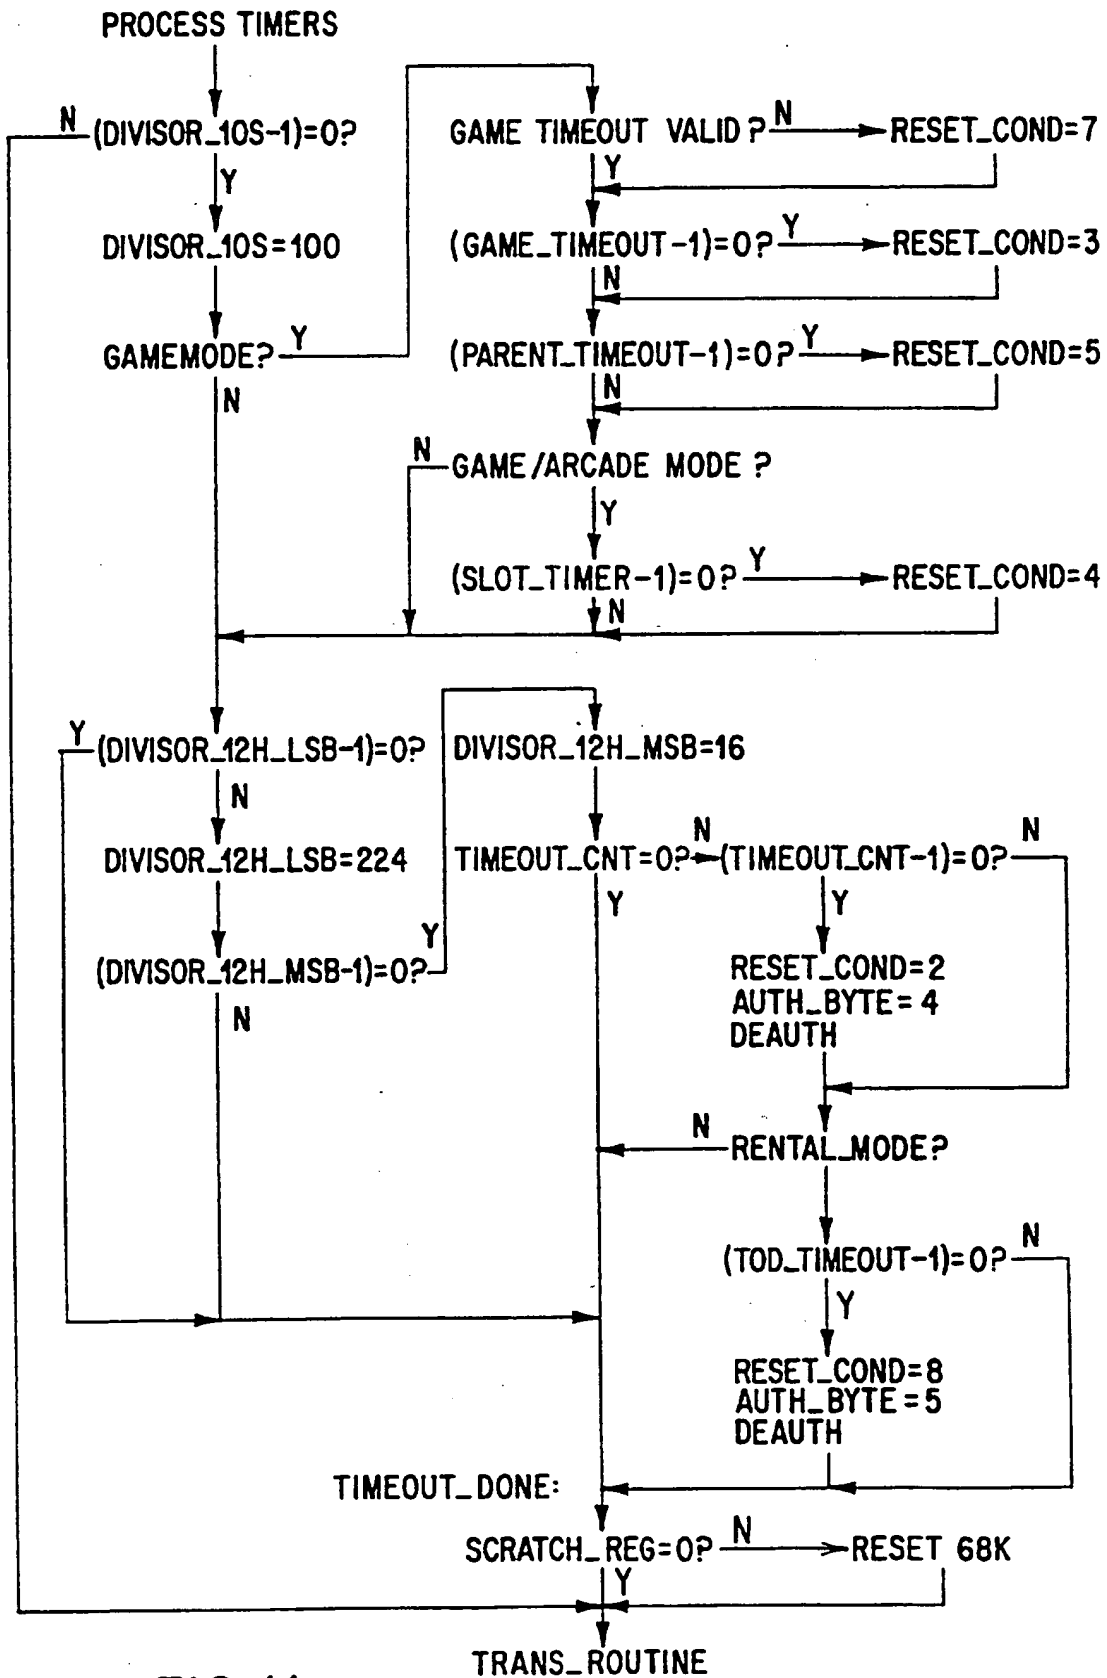 PROCESS TIMERS
N (DIVISOR_10S-1)=0?
Y
DIVISOR_10S=100
GAMEMODE? Y
N
GAME TIMEOUT VALID? N RESET_COND=7
Y
(GAME_TIMEOUT-1)=0? Y RESET_COND=3
N
(PARENT_TIMEOUT-1)=0? Y RESET_COND=5
N
N GAME/ARCADE MODE ?
Y
(SLOT_TIMER-1)=0? Y RESET_COND=4
N
Y (DIVISOR_12H_LSB-1)=0?
N
DIVISOR_12H_LSB=224
(DIVISOR_12H_MSB-1)=0? Y
N
DIVISOR_12H_MSB=16
TIMEOUT_CNT=0? N (TIMEOUT_CNT-1)=0? N
Y
Y
RESET_COND=2
AUTH_BYTE=4
DEAUTH
N RENTAL_MODE?
(TOD_TIMEOUT-1)=0? N
Y
RESET_COND=8
AUTH_BYTE=5
DEAUTH
TIMEOUT_DONE:
SCRATCH_REG=0? N RESET 68K
Y
TRANS_ROUTINE